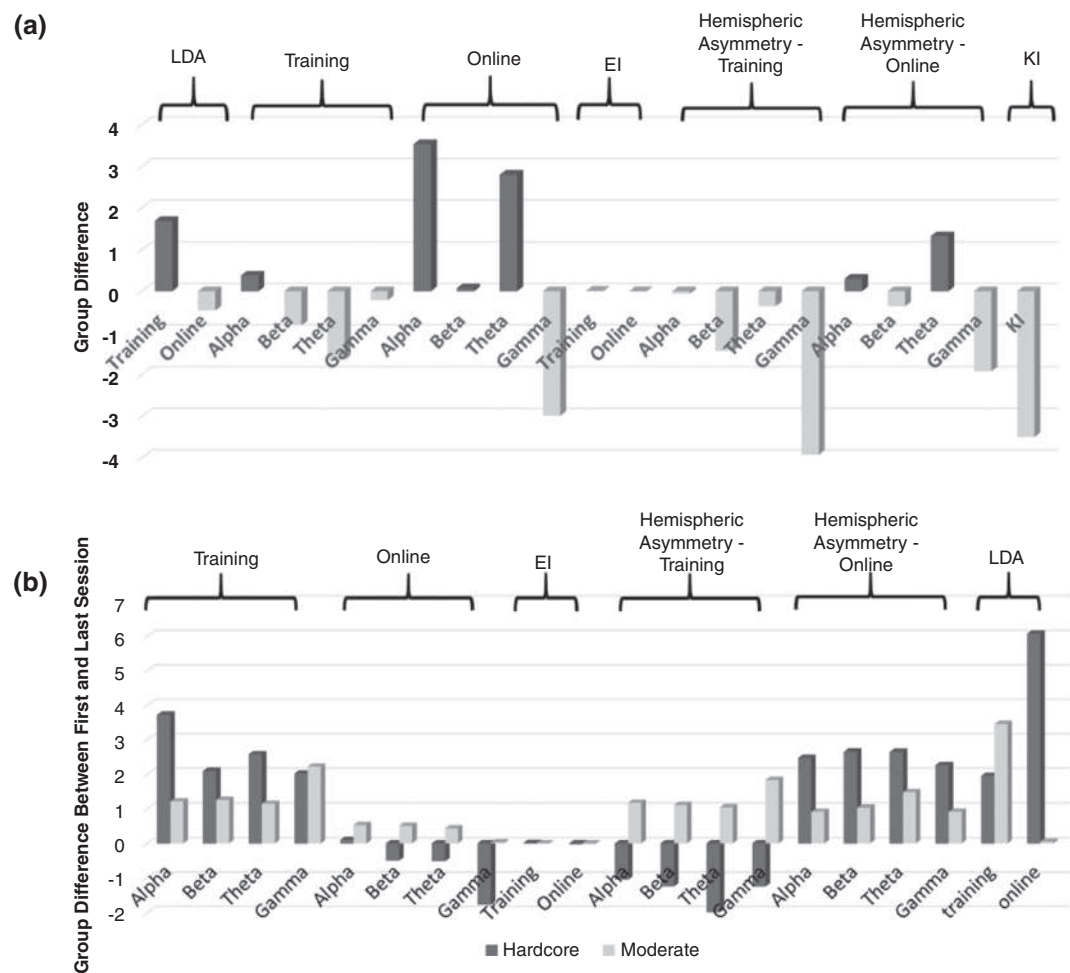 (a)
LDA
Training
Online
EI
Hemispheric
Asymmetry -
Training
Hemispheric
Asymmetry -
Online
KI
Group Difference
4
3
2
1
0
-1
-2
-3
-4
Training
Online
Alpha
Beta
Theta
Gamma
Alpha
Beta
Theta
Gamma
Training
Online
Alpha
Beta
Theta
Gamma
Alpha
Beta
Theta
Gamma
KI
(b)
Training
Online
EI
Hemispheric
Asymmetry -
Training
Hemispheric
Asymmetry -
Online
LDA
Group Difference Between First and Last Session
7
6
5
4
3
2
1
0
-1
-2
Alpha
Beta
Theta
Gamma
Alpha
Beta
Theta
Gamma
Training
Online
Alpha
Beta
Theta
Gamma
Alpha
Beta
Theta
Gamma
training
online
Hardcore
Moderate